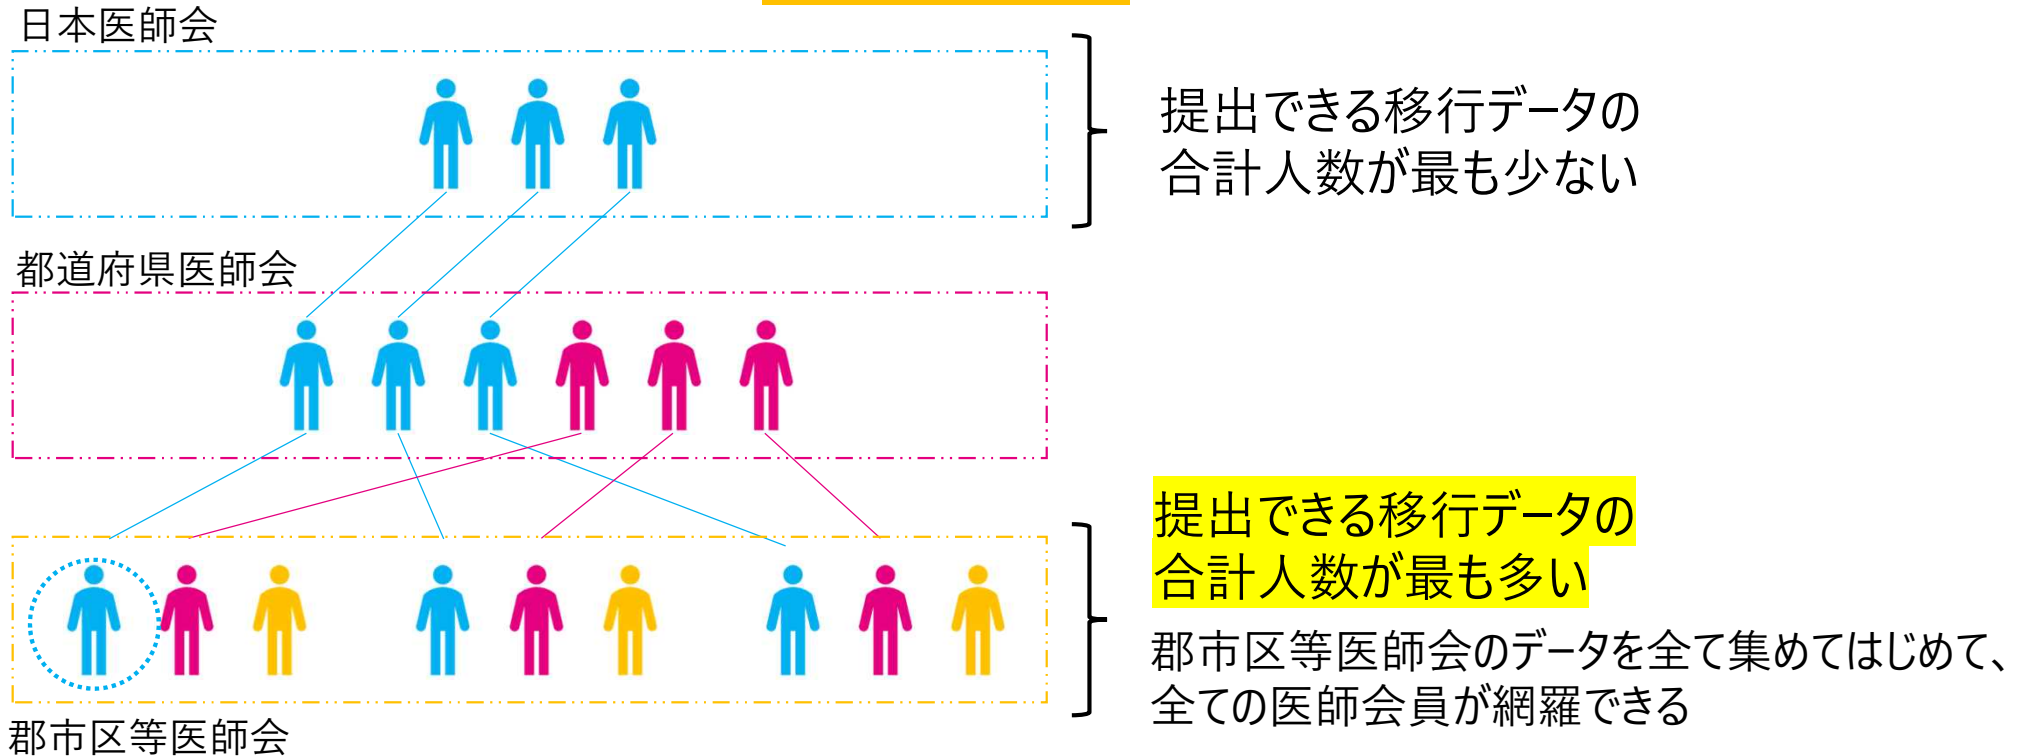 日本医師会
提出できる移行データの
合計人数が最も少ない
都道府県医師会
提出できる移行データの
合計人数が最も多い
郡市区等医師会のデータを全て集めてはじめて、
全ての医師会員が網羅できる
郡市区等医師会